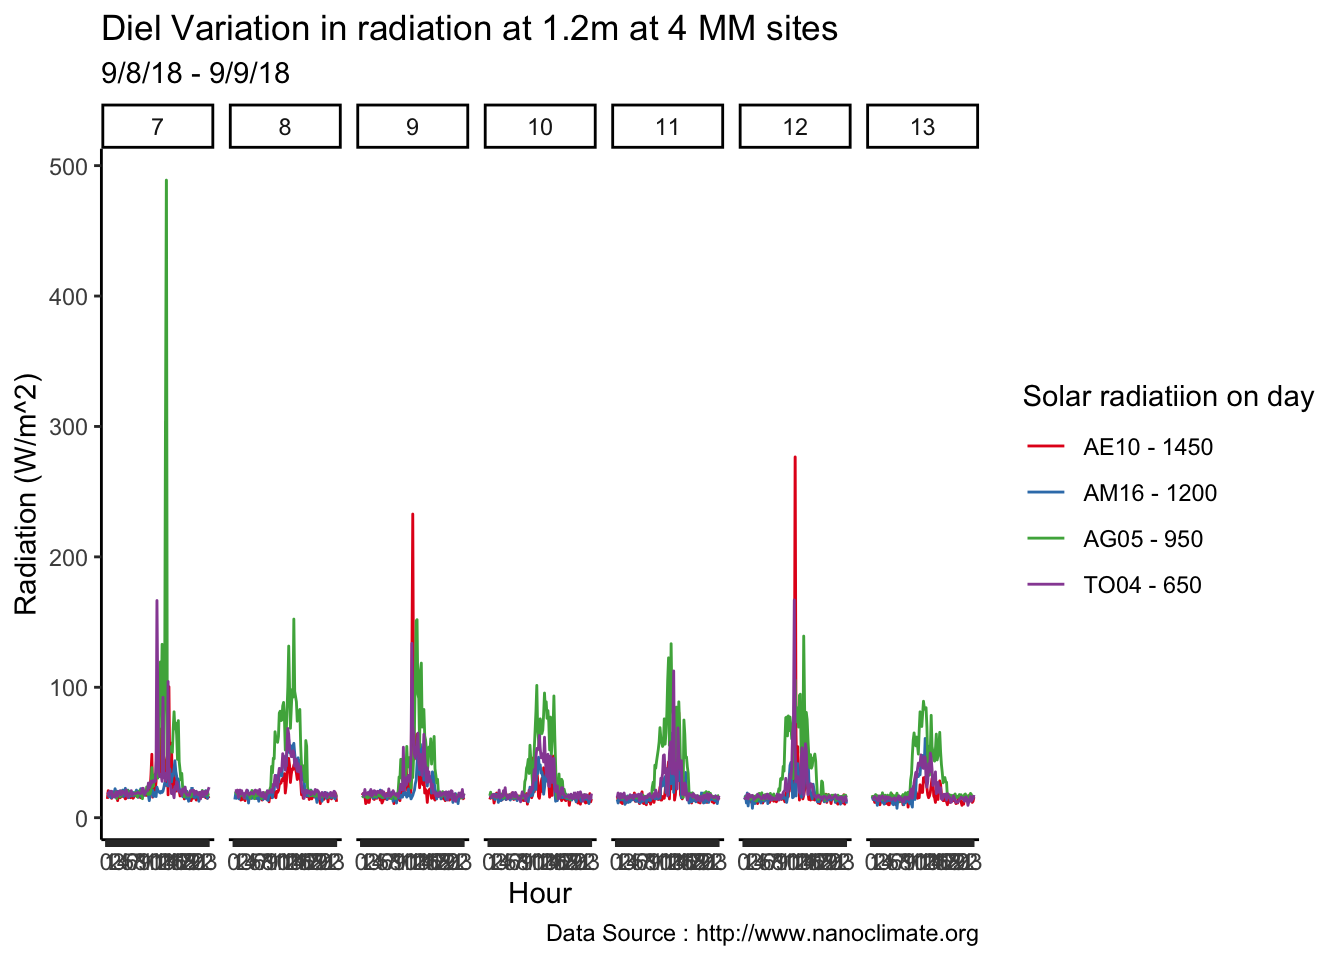 Diel Variation in radiation at 1.2m at 4 MM sites
9/8/18 - 9/9/18
7 8 9 10 11 12 13
500
400
300
200
100
0
Radiation (W/m^2)
Hour
Solar radiatiion on day
AE10 - 1450
AM16 - 1200
AG05 - 950
TO04 - 650
Data Source : http://www.nanoclimate.org